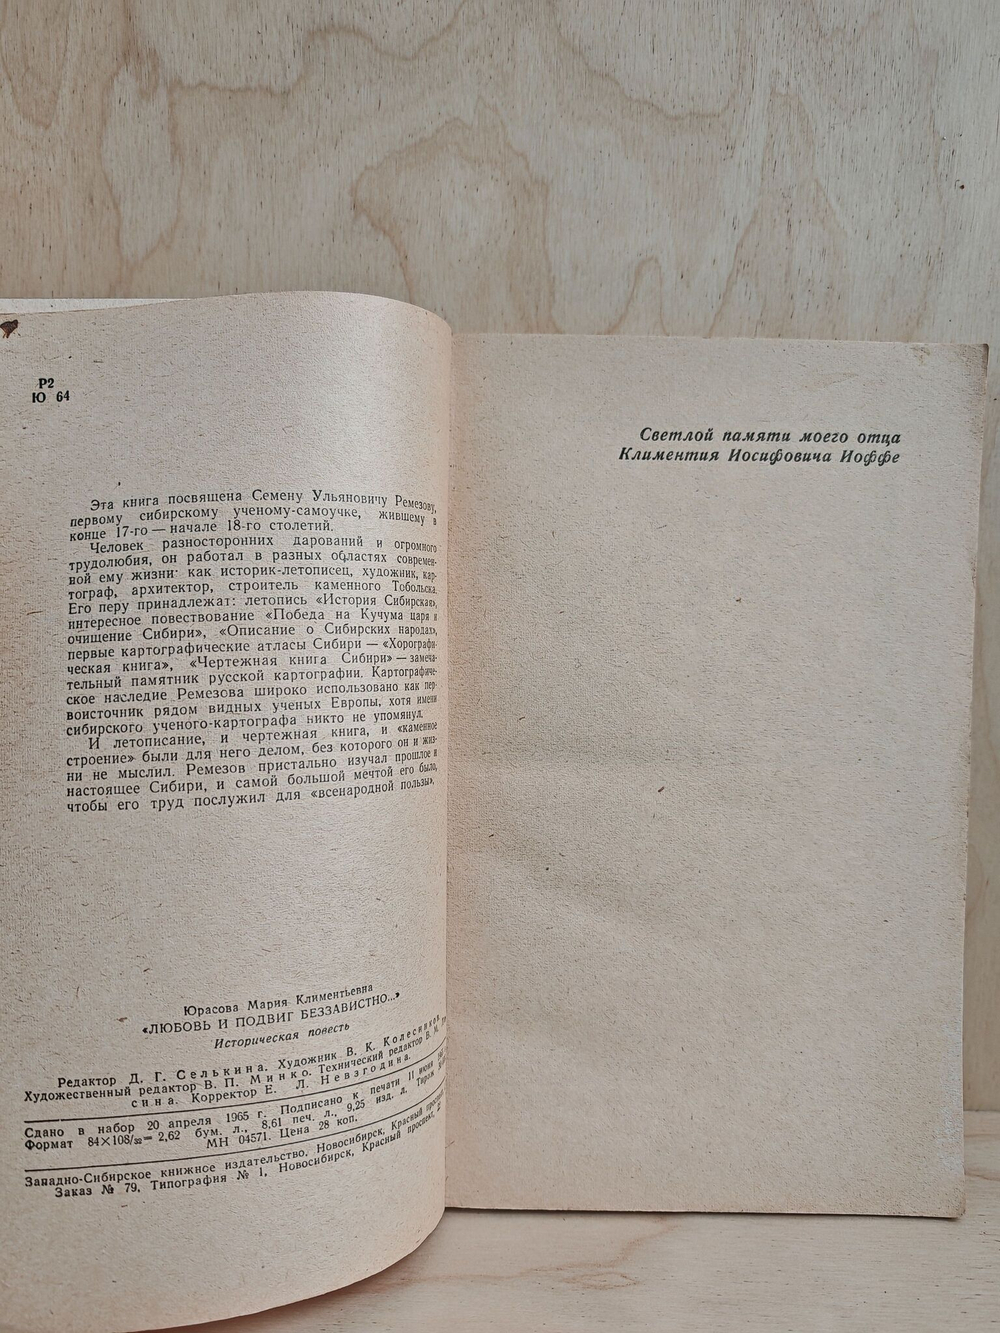 Р2
Ю 64
Эта книга посвящена Семену Ульяновичу Ремезову,
первому сибирскому ученому-самоучке, жившему в
конце 17-го — начале 18-го столетий.
Человек разносторонних дарований и огромного
трудолюбия, он работал в разных областях современ-
ной ему жизни: как историк-летописец, художник, кар-
тограф, архитектор, строитель каменного Тобольска.
Его перу принадлежат: летопись «История Сибирская»,
интересное повествование «Победа на Кучума царя и
очищение Сибири», «Описание о Сибирских народах»,
первые картографические атласы Сибири — «Хорографи-
ческая книга», «Чертежная книга Сибири» — замеча-
тельный памятник русской картографии. Картографиче-
ское наследие Ремезова широко использовано как пер-
воисточник рядом видных ученых Европы, хотя имени
сибирского ученого-картографа никто не упомянул.
И летописание, и чертежная книга, и «каменное
строение» были для него делом, без которого он и жиз-
ни не мыслил. Ремезов пристально изучал прошлое и
настоящее Сибири, и самой большой мечтой его было,
чтобы его труд послужил для «всенародной пользы».
Юрасова Мария Климентьевна
«ЛЮБОВЬ И ПОДВИГ БЕЗЗАВИСТНО...»
Историческая повесть
Редактор Д. Г. Селькина. Художник В. К. Колесников.
Художественный редактор В. П. Минко. Технический редактор В. М.
сина. Корректор Е. Л. Невзгодина.
Сдано в набор 20 апреля 1965 г. Подписано к печати 11 июня
Формат 84×108/32= 2,62 бум. л., 8,61 печ. л., 9,25 изд. л. Тираж
МН 04571. Цена 28 коп.
Западно-Сибирское книжное издательство, Новосибирск, Красный проспект,
Заказ № 79, Типография № 1, Новосибирск, Красный проспект,
Светлой памяти моего отца
Климентия Иосифовича Иоффе